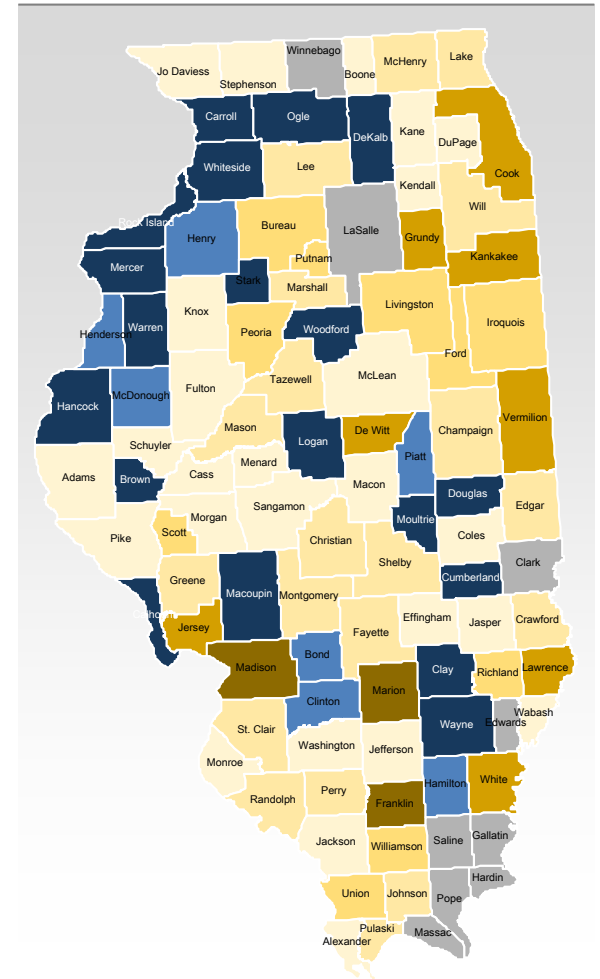 Jo Daviess
Stephenson
Winnebago
Boone
McHenry
Lake
Carroll
Ogle
DeKalb
Kane
DuPage
Cook
Whiteside
Lee
Kendall
Will
Rock Island
Henry
Bureau
LaSalle
Grundy
Kankakee
Mercer
Putnam
Stark
Marshall
Knox
Henderson
Warren
Peoria
Woodford
Livingston
Iroquois
Ford
Hancock
McDonough
Fulton
Tazewell
McLean
Mason
Logan
De Witt
Piatt
Champaign
Vermilion
Schuyler
Adams
Brown
Cass
Menard
Macon
Douglas
Edgar
Pike
Scott
Morgan
Sangamon
Christian
Moultrie
Coles
Shelby
Clark
Greene
Macoupin
Montgomery
Cumberland
Calhoun
Jersey
Fayette
Effingham
Jasper
Crawford
Madison
Bond
Marion
Clay
Richland
Lawrence
Clinton
Wayne
Edwards
Wabash
St. Clair
Washington
Jefferson
Monroe
Randolph
Perry
Franklin
Hamilton
White
Jackson
Williamson
Saline
Gallatin
Union
Johnson
Pope
Hardin
Alexander
Pulaski
Massac